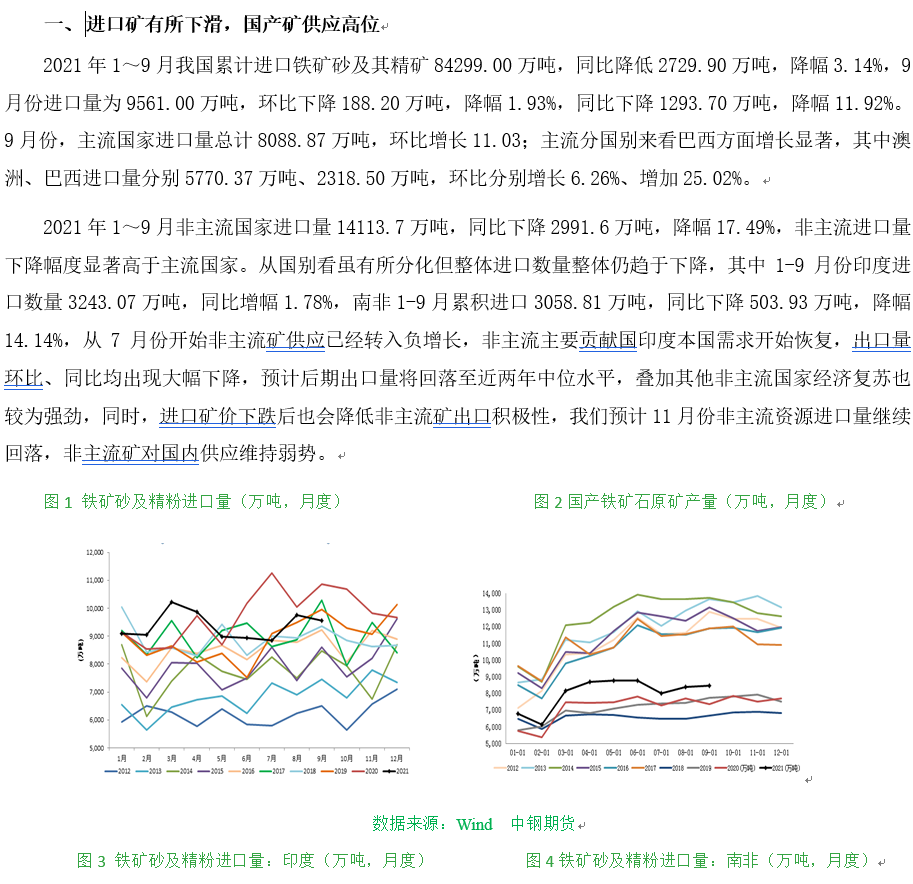 一、进口矿有所下滑，国产矿供应高位
2021 年 1～9 月我国累计进口铁矿砂及其精矿 84299.00 万吨，同比降低 2729.90 万吨，降幅 3.14%，9
月份进口量为 9561.00 万吨，环比下降 188.20 万吨，降幅 1.93%，同比下降 1293.70 万吨，降幅 11.92%。
9 月份，主流国家进口量总计 8088.87 万吨，环比增长 11.03；主流分国别来看巴西方面增长显著，其中澳
洲、巴西进口量分别 5770.37 万吨、2318.50 万吨，环比分别增长 6.26%、增加 25.02%。
2021 年 1～9 月非主流国家进口量 14113.7 万吨，同比下降 2991.6 万吨，降幅 17.49%，非主流进口量
下降幅度显著高于主流国家。从国别看虽有所分化但整体进口数量整体仍趋于下降，其中 1-9 月份印度进
口数量 3243.07 万吨，同比增幅 1.78%，南非 1-9 月累积进口 3058.81 万吨，同比下降 503.93 万吨，降幅
14.14%，从 7 月份开始非主流矿供应已经转入负增长，非主流主要贡献国印度本国需求开始恢复，出口量
环比、同比均出现大幅下降，预计后期出口量将回落至近两年中位水平，叠加其他非主流国家经济复苏也
较为强劲，同时，进口矿价下跌后也会降低非主流矿出口积极性，我们预计 11 月份非主流资源进口量继续
回落，非主流矿对国内供应维持弱势。
图 1 铁矿砂及精粉进口量（万吨，月度） 图 2 国产铁矿石原矿产量（万吨，月度）
12,000
11,000
10,000
9,000
8,000
7,000
6,000
5,000
（万吨）
1月 2月 3月 4月 5月 6月 7月 8月 9月 10月 11月 12月
2012 2013 2014 2015 2016 2017 2018 2019 2020 2021
14,000
13,000
12,000
11,000
10,000
9,000
8,000
7,000
6,000
5,000
（万吨）
01-01 02-01 03-01 04-01 05-01 06-01 07-01 08-01 09-01 10-01 11-01 12-01
2012 2013 2014 2015 2016 2017 2018 2019 2020(万吨) 2021(万吨)
数据来源：Wind 中钢期货
图 3 铁矿砂及精粉进口量：印度（万吨，月度） 图 4 铁矿砂及精粉进口量：南非（万吨，月度）